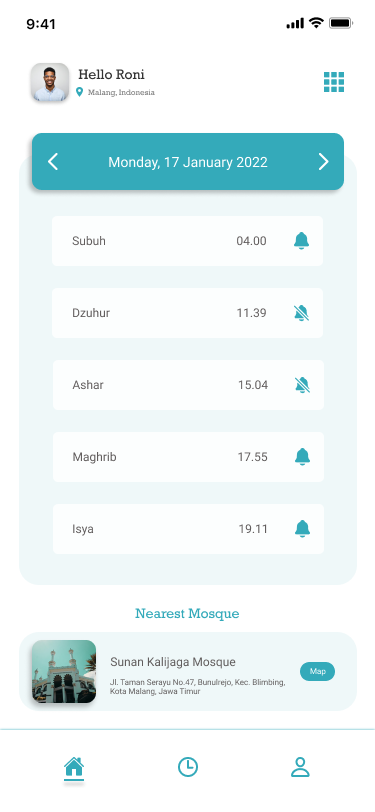 9:41
Hello Roni
Malang, Indonesia
Monday, 17 January 2022
Subuh 04.00
Dzuhur 11.39
Ashar 15.04
Maghrib 17.55
Isya 19.11
Nearest Mosque
Sunan Kalijaga Mosque
Jl. Taman Serayu No.47, Bunulrejo, Kec. Blimbing,
Kota Malang, Jawa Timur
Map